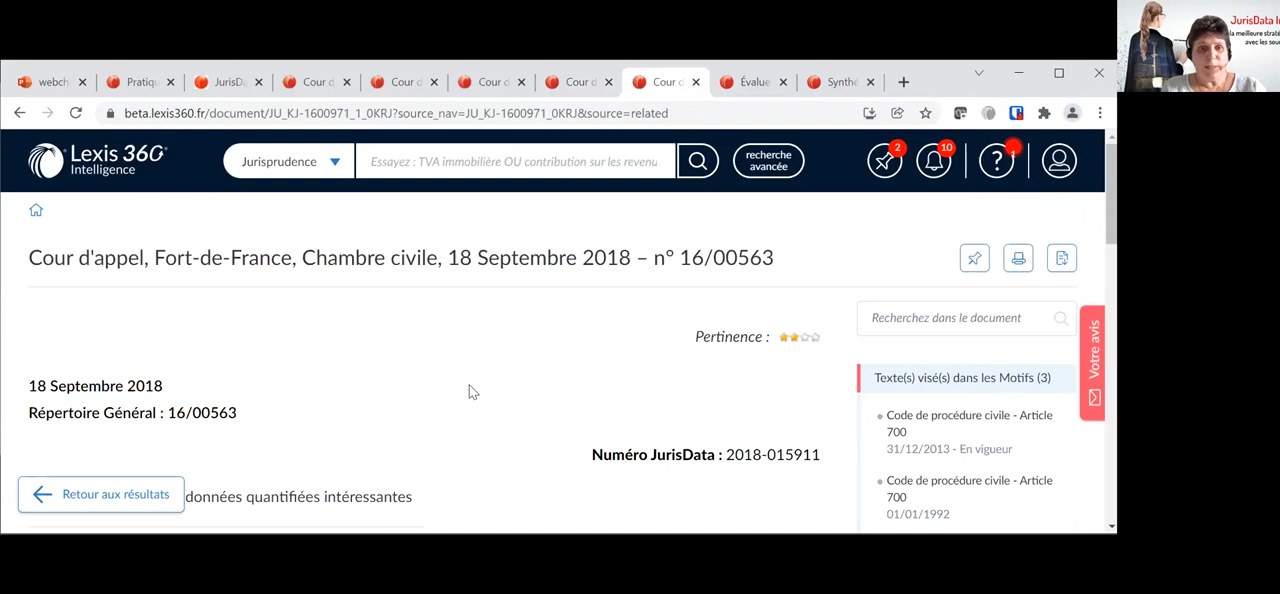 JurisData I
la meilleure straté
avec les sou
webch
Pratiq
JurisDa
Cour d
Cour d
Cour d
Cour d
Cour d
Évalue
Synthè
beta.lexis360.fr/document/JU_KJ-1600971_1_0KRJ?source_nav=JU_KJ-1600971_0KRJ&source=related
Lexis 360
Intelligence
Jurisprudence
Essayez : TVA immobilière OU contribution sur les revenu
recherche
avancée
2
10
?
1
Cour d'appel, Fort-de-France, Chambre civile, 18 Septembre 2018 – n° 16/00563
Recherchez dans le document
Pertinence :
Votre avis
Texte(s) visé(s) dans les Motifs (3)
18 Septembre 2018
Répertoire Général : 16/00563
Code de procédure civile - Article
700
31/12/2013 - En vigueur
Numéro JurisData : 2018-015911
Retour aux résultats
données quantifiées intéressantes
Code de procédure civile - Article
700
01/01/1992